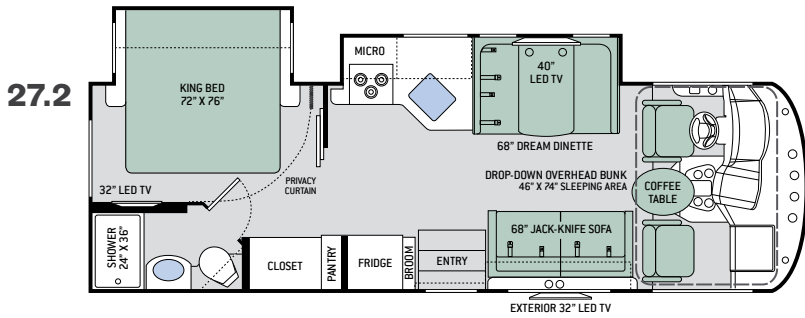 27.2
KING BED
72" X 76"
MICRO
40"
LED TV
68" DREAM DINETTE
32" LED TV
PRIVACY
CURTAIN
DROP-DOWN OVERHEAD BUNK
46" X 74" SLEEPING AREA
COFFEE
TABLE
SHOWER
24" X 36"
CLOSET
PANTRY
FRIDGE
BROOM
ENTRY
68" JACK-KNIFE SOFA
EXTERIOR 32" LED TV